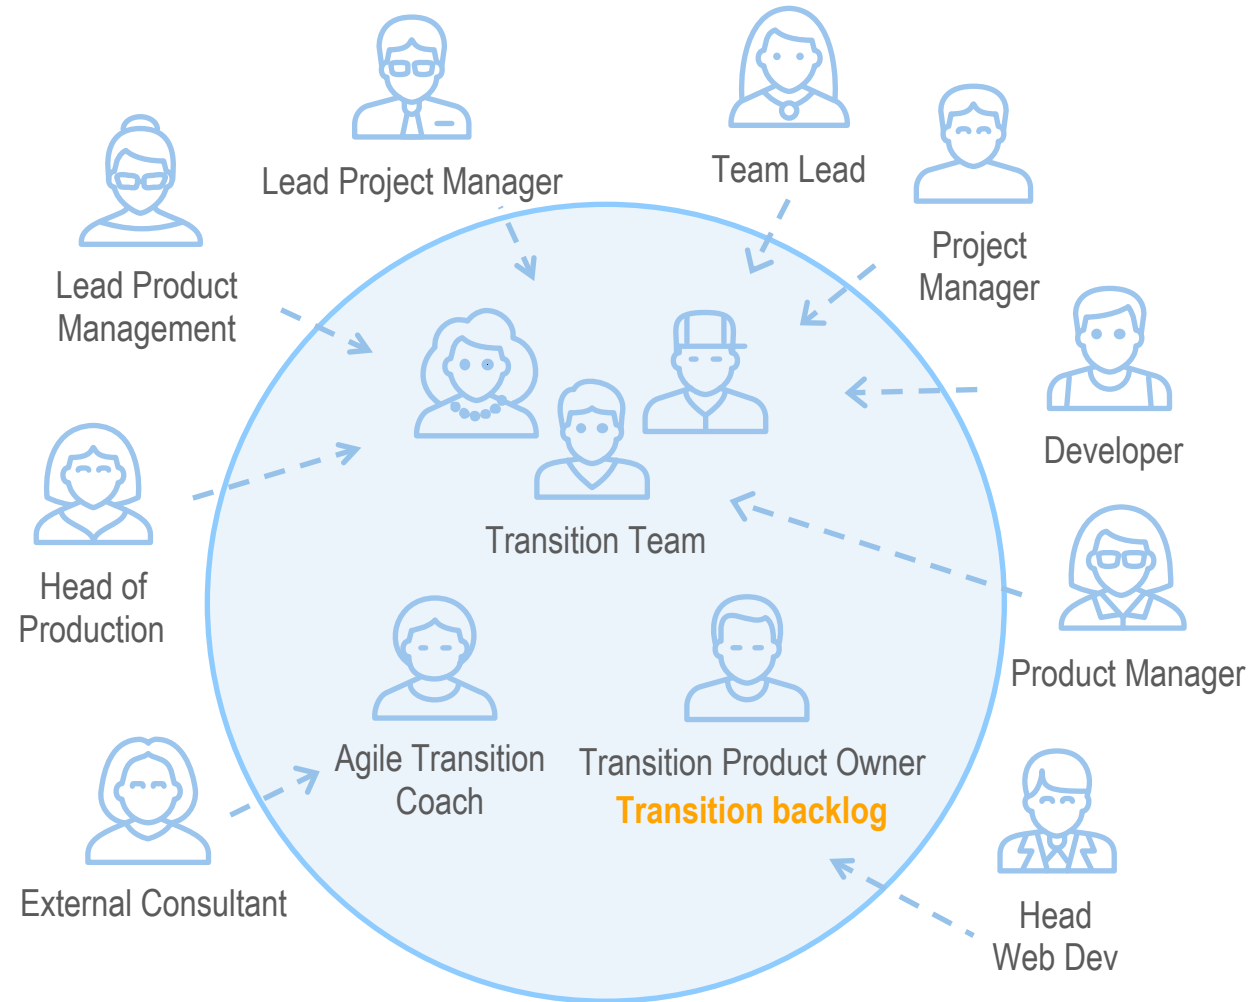 Lead Project Manager
Team Lead
Project
Manager
Lead Product
Management
Developer
Transition Team
Head of
Production
Product Manager
Agile Transition
Coach
Transition Product Owner
Transition backlog
External Consultant
Head
Web Dev